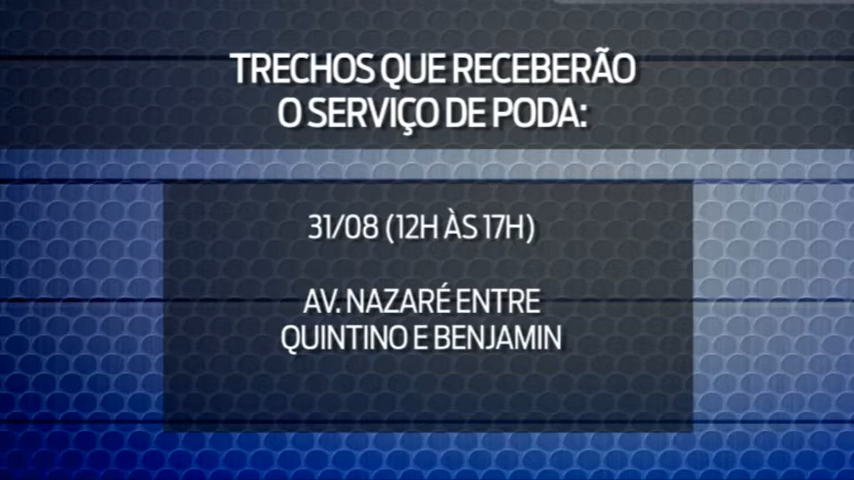 TRECHOS QUE RECEBERÃO
O SERVIÇO DE PODA:
31/08 (12H ÀS 17H)
AV. NAZARÉ ENTRE
QUINTINO E BENJAMIN